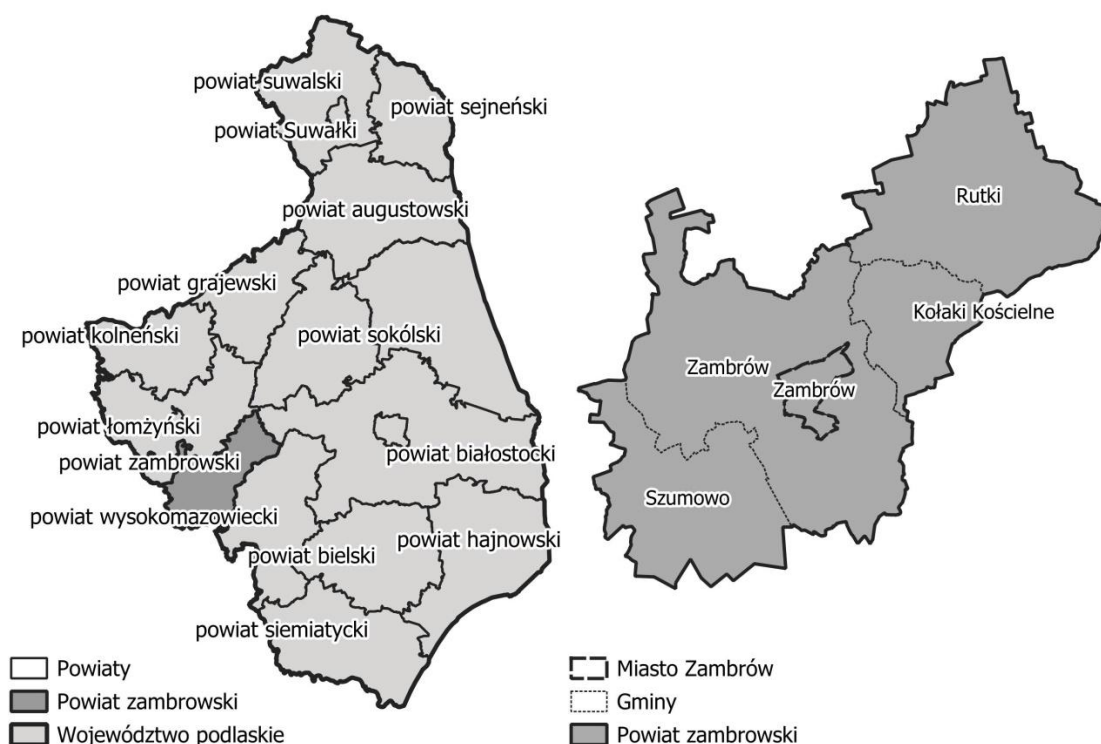 powiat suwalski
powiat sejneński
powiat Suwałki
powiat augustowski
powiat grajewski
powiat kolneński
powiat sokólski
powiat łomżyński
powiat zambrowski
powiat białostocki
powiat wysokomazowiecki
powiat bielski
powiat hajnowski
powiat siemiatycki
Powiaty
Powiat zambrowski
Województwo podlaskie
Rutki
Kołaki Kościelne
Zambrów
Zambrów
Szumowo
Miasto Zambrów
Gminy
Powiat zambrowski